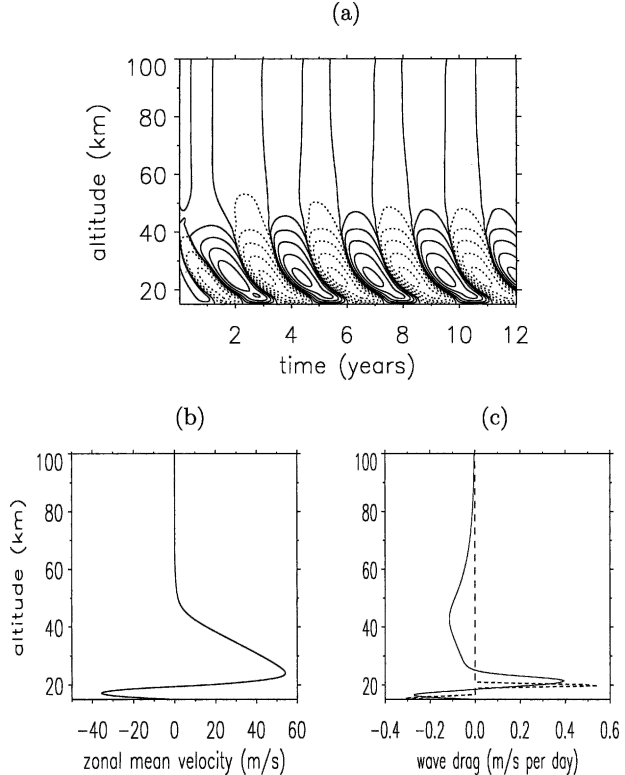 (a)
100
80
60
40
20
altitude (km)
2 4 6 8 10 12
time (years)
(b) (c)
100
80
60
40
20
altitude (km)
−40 −20 0 20 40 60
zonal mean velocity (m/s)
100
80
60
40
20
−0.4 −0.2 0.0 0.2 0.4 0.6
wave drag (m/s per day)